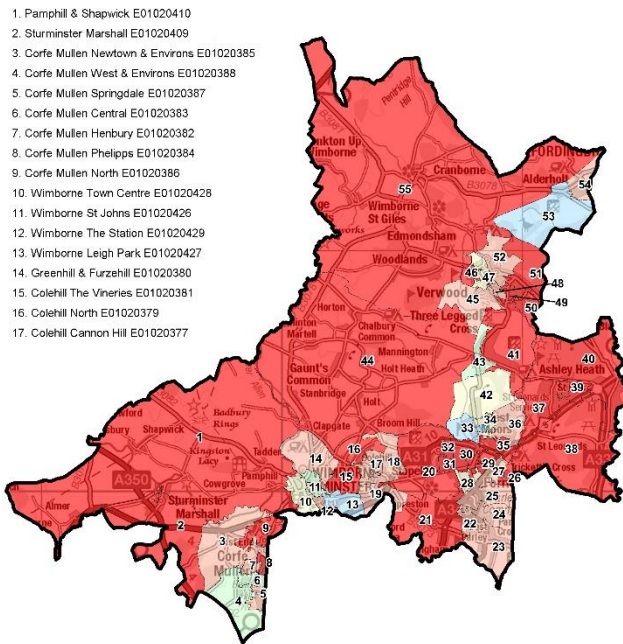 1. Pamphill & Shapwick E01020410
2. Sturminster Marshall E01020409
3. Corfe Mullen Newtown & Environs E01020385
4. Corfe Mullen West & Environs E01020388
5. Corfe Mullen Springdale E01020387
6. Corfe Mullen Central E01020383
7. Corfe Mullen Henbury E01020382
8. Corfe Mullen Phelipps E01020384
9. Corfe Mullen North E01020386
10. Wimborne Town Centre E01020428
11. Wimborne St Johns E01020426
12. Wimborne The Station E01020429
13. Wimborne Leigh Park E01020427
14. Greenhill & Furzehill E01020380
15. Colehill The Vineries E01020381
16. Colehill North E01020379
17. Colehill Cannon Hill E01020377
Pentridge
Hill
B3081
Up
Wimborne
Cranborne
B3078
Alderholt
54
53
55
Wimborne
St Giles
Edmondsham
Woodlands
52
46 47
51
48
49
50
Verwood
45
Three Legged
Cross
Horton
Chalbury
Common
Mannington
Holt Heath
44
43
41
40
Ashley Heath
39
Gaunt's
Common
Stanbridge
Holt
42
37
38
34
33
36
35
Clapgate
Broom Hill
Badbury
Rings
Shapwick
1
Kingston
Lacy
Cowgrove
Pamphill
14
16
15
17
18
10
11
12
13
19
20
A31
32
31
30
29
27
26
28
25
24
22
23
21
Cross
A350
Almer
Sturminster
Marshall
2
3
9
8
7
6
5
4
Corfe